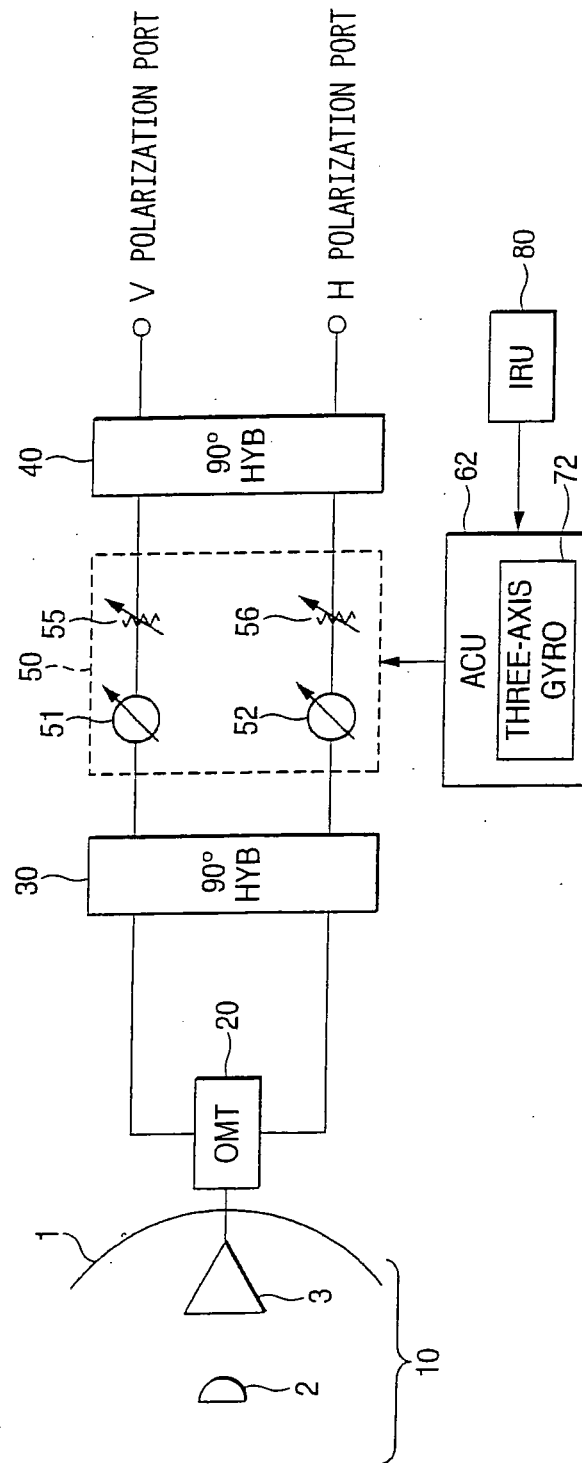 1
2
3
10
OMT
20
30
90°
HYB
50
51
55
52
56
40
90°
HYB
V POLARIZATION PORT
H POLARIZATION PORT
ACU
62
THREE-AXIS
GYRO
72
IRU
80